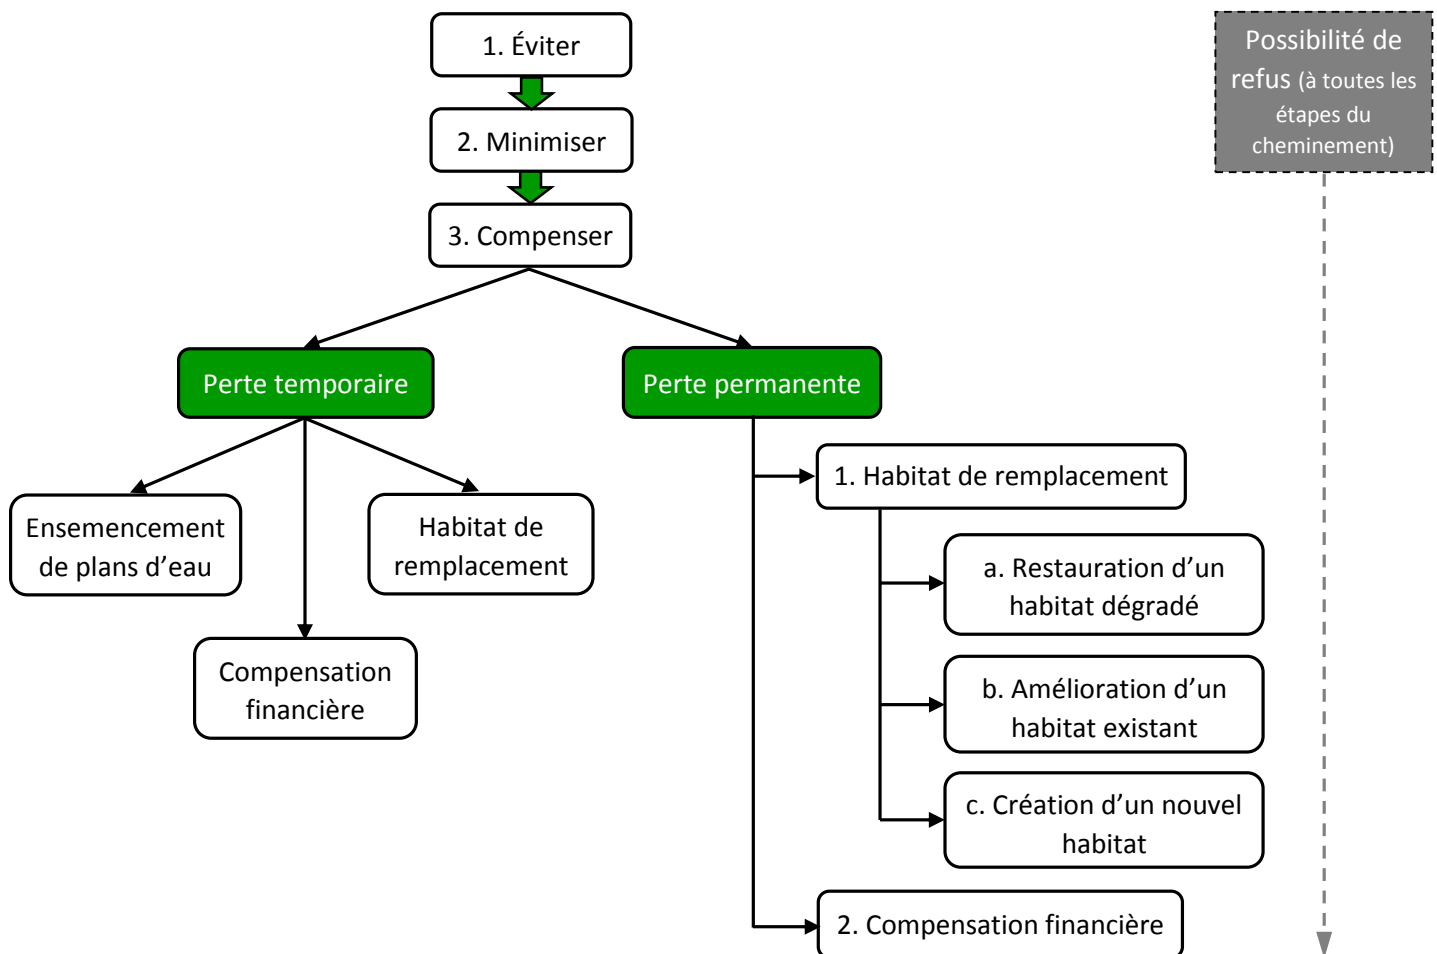 1. Éviter
2. Minimiser
3. Compenser
Possibilité de
refus (à toutes les
étapes du
cheminement)
Perte temporaire
Perte permanente
Ensemencement
de plans d’eau
Compensation
financière
Habitat de
remplacement
1. Habitat de remplacement
a. Restauration d’un
habitat dégradé
b. Amélioration d’un
habitat existant
c. Création d’un nouvel
habitat
2. Compensation financière